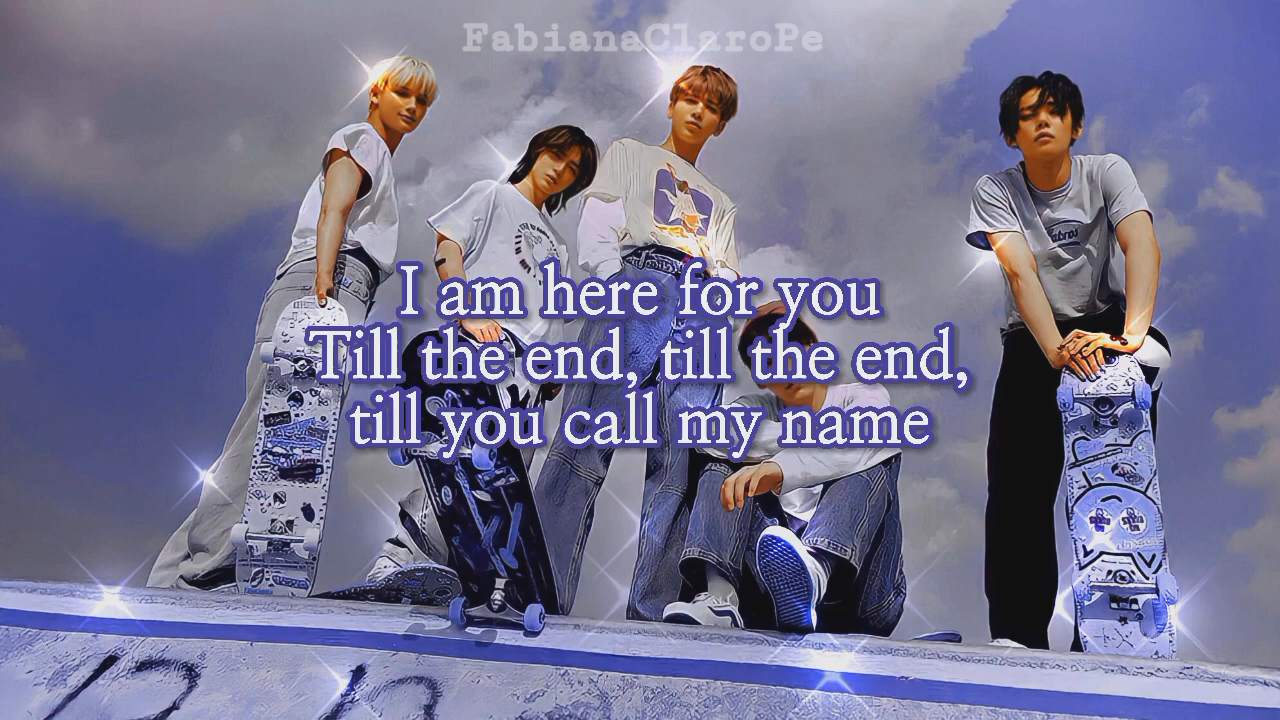 FabianaClaroPe
I am here for you
Till the end, till the end,
till you call my name